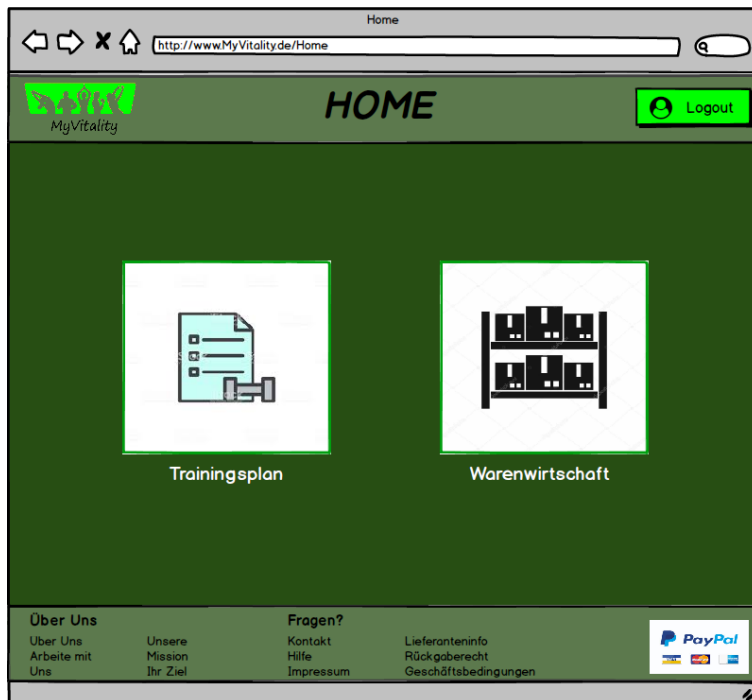 Home
http://www.MyVitality.de/Home
MyVitality
HOME
Logout
Trainingsplan
Warenwirtschaft
Über Uns
Uber Uns
Arbeite mit
Uns
Unsere
Mission
Ihr Ziel
Fragen?
Kontakt
Hilfe
Impressum
Lieferanteninfo
Rückgaberecht
Geschäftsbedingungen
PayPal